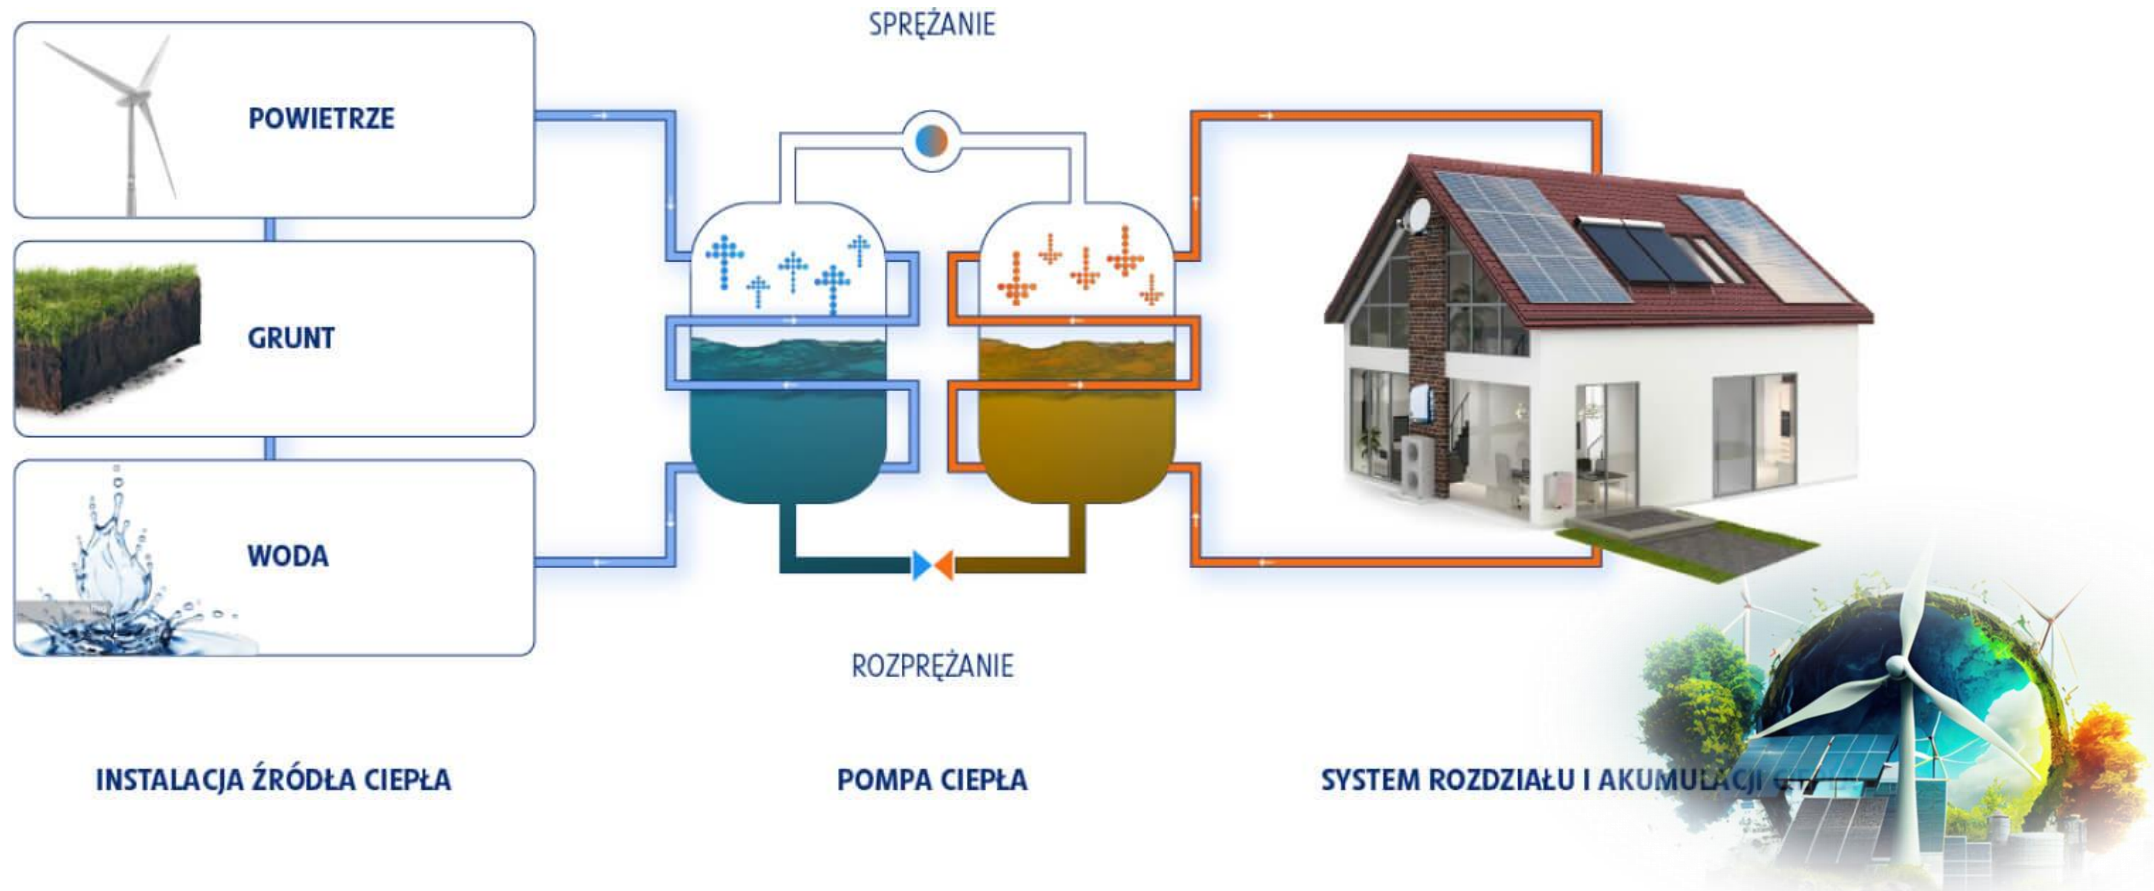 SPRĘŻANIE
POWIETRZE
GRUNT
WODA
ROZPRĘŻANIE
INSTALACJA ŹRÓDŁA CIEPŁA
POMPA CIEPŁA
SYSTEM ROZDZIAŁU I AKUMULACJI